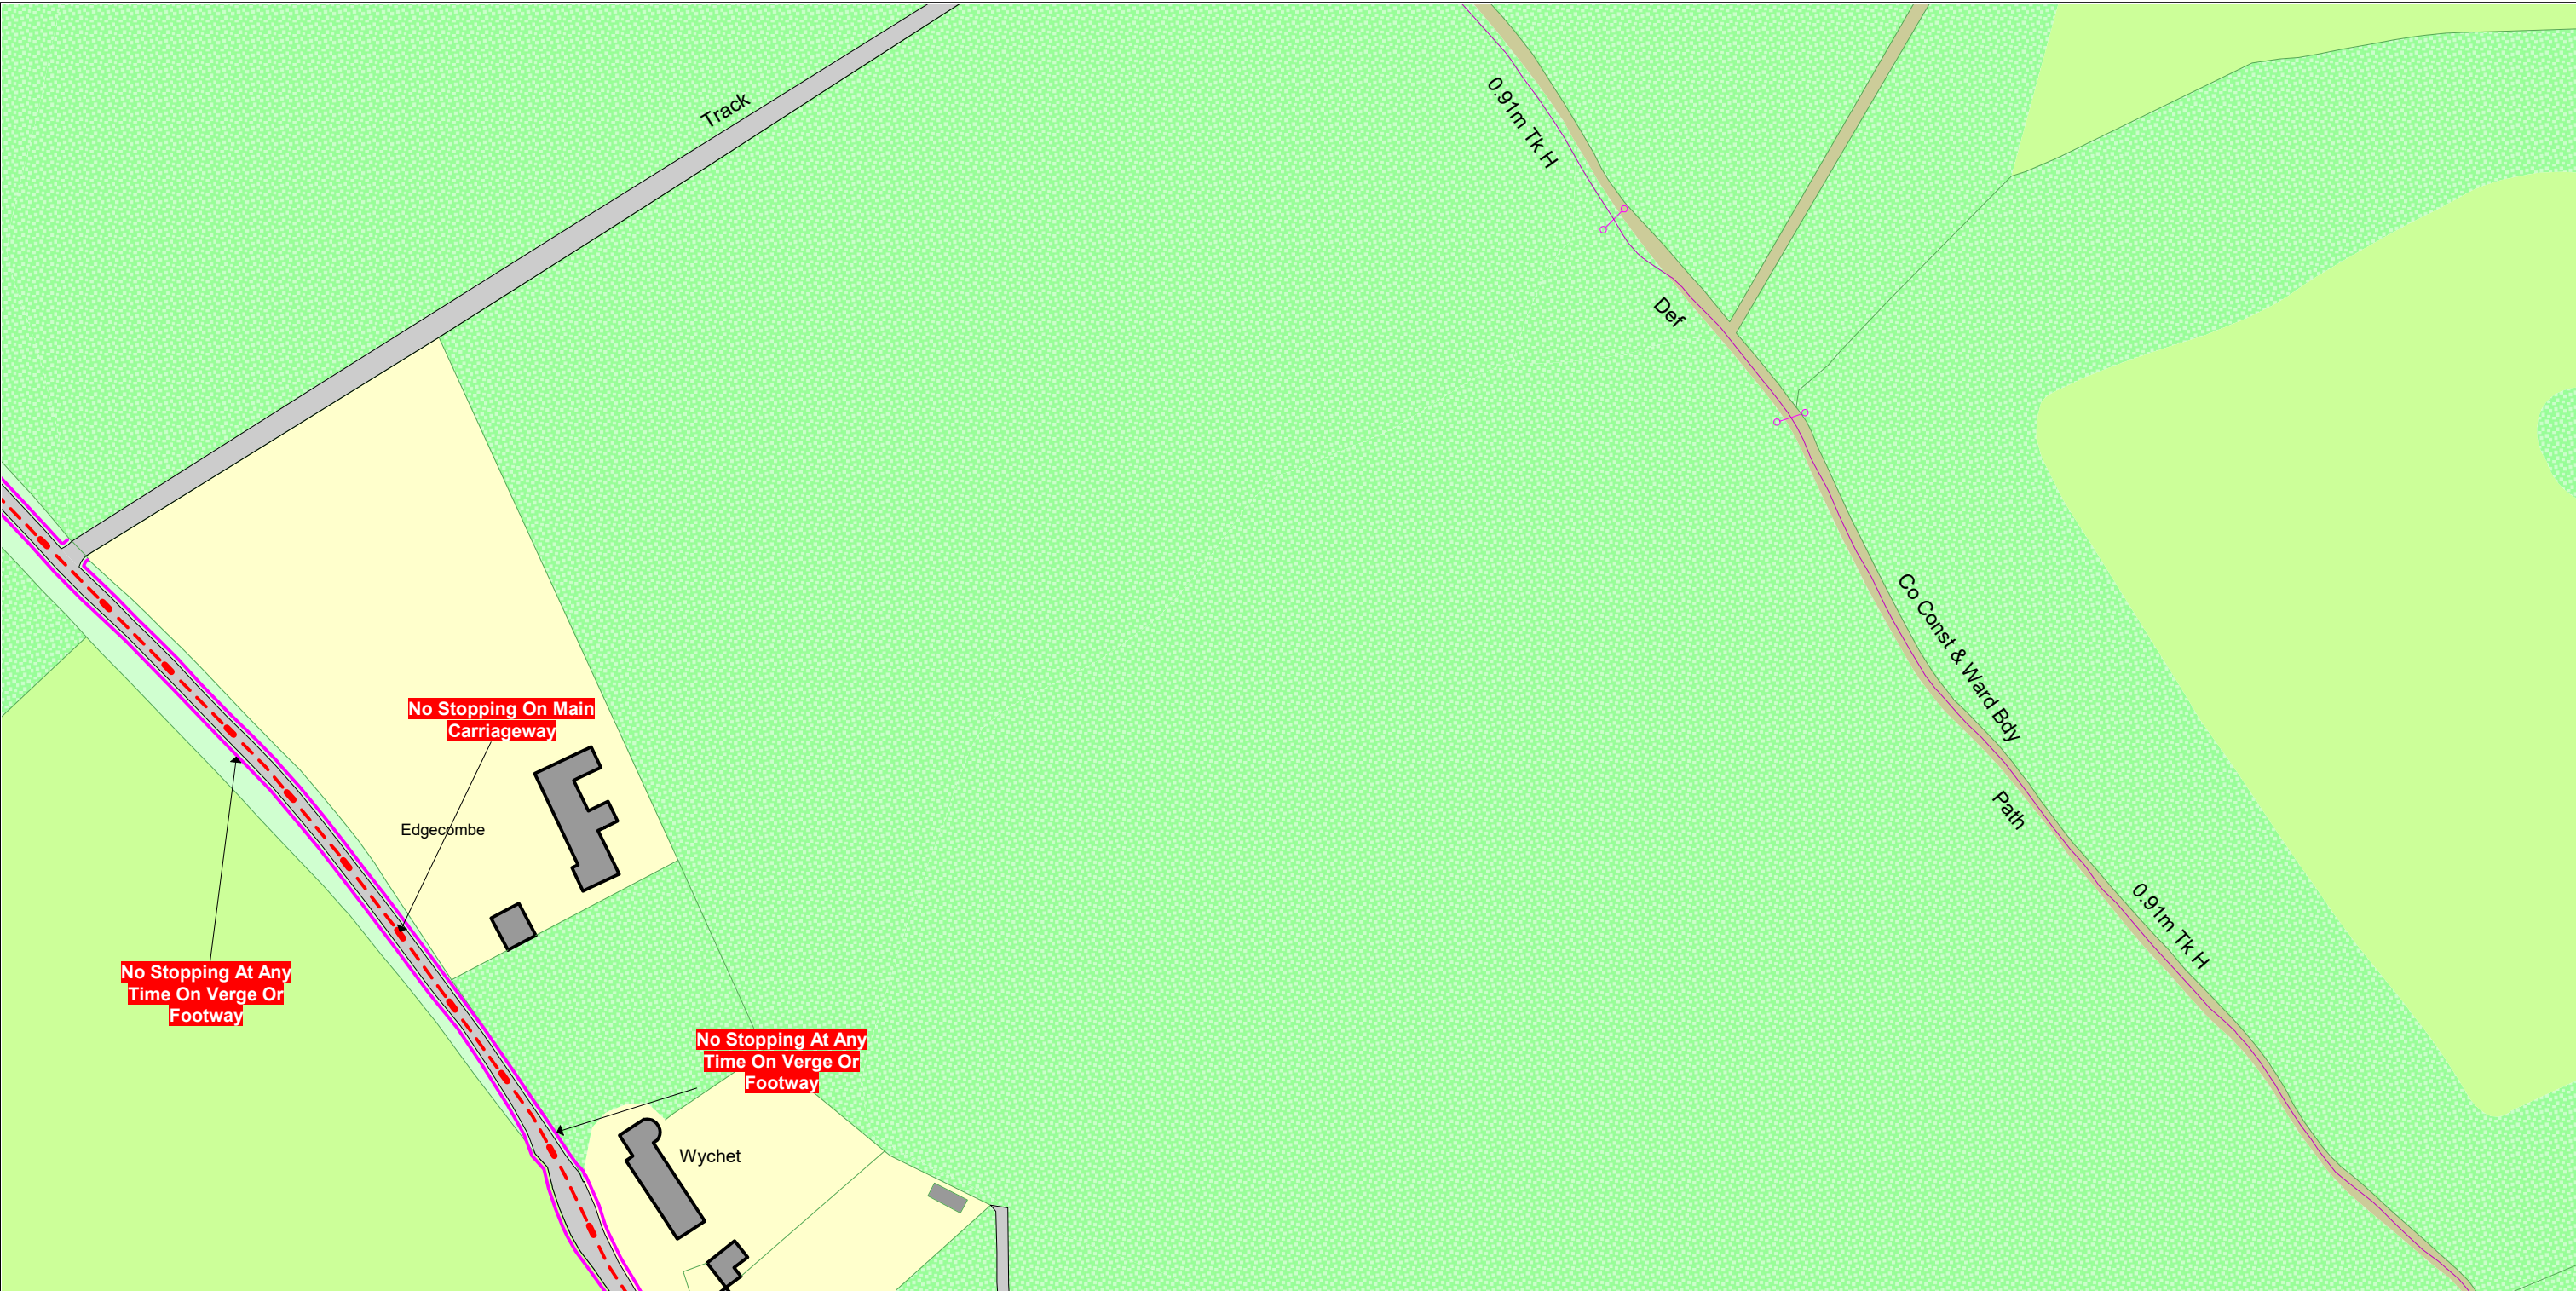 Track
0.91m Tk H
Def
Co Const & Ward Bdy
No Stopping On Main
Carriageway
Path
Edgecombe
0.91m Tk H
No Stopping At Any
Time On Verge Or
Footway
No Stopping At Any
Time On Verge Or
Footway
Wychet